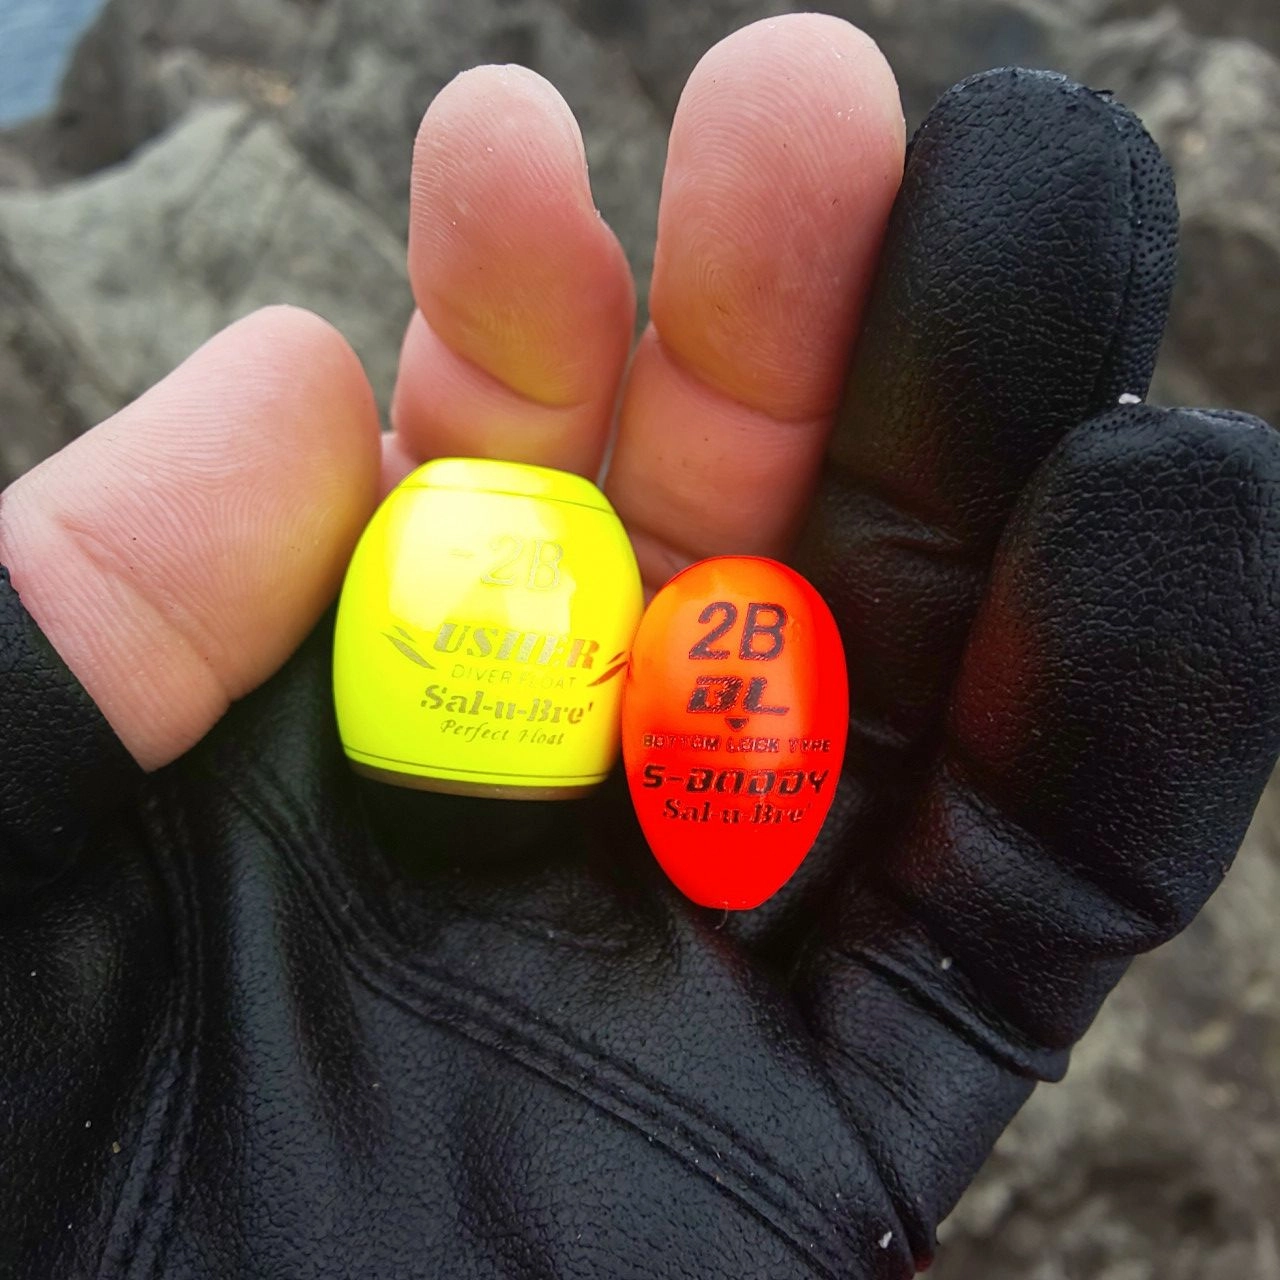 -2B
USHER
DIVER FLOAT
Sal-u-Bre'
Perfect Float
2B
BL
BOTTOM LOCK TYPE
S-BODDY
Sal-u-Bre'